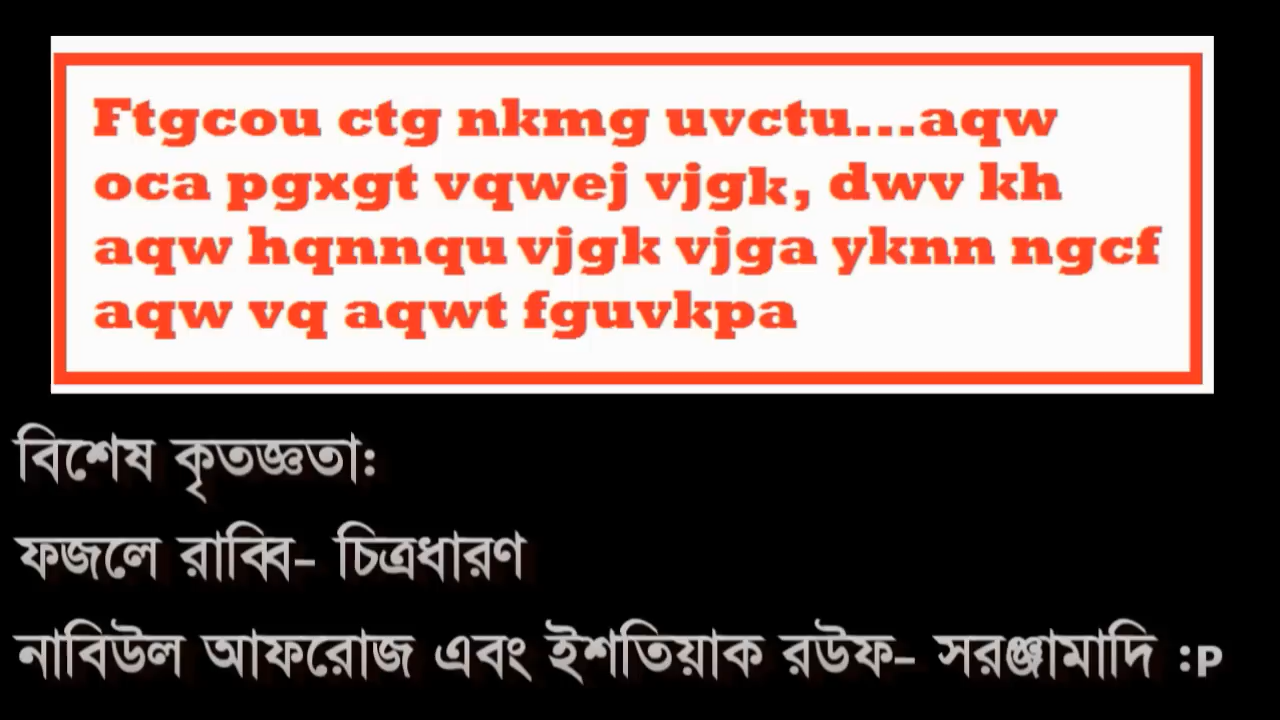 Ftgcou ctg nkmg uvctu...aqw
oca pgxgt vqwej vjgk, dwv kh
aqw hqnnqu vjgk vjga yknn ngcf
aqw vq aqwt fguvkpa
বিশেষ কৃতজ্ঞতা:
ফজলে রাব্বি- চিত্রধারণ
নাবিউল আফরোজ এবং ইশতিয়াক রউফ- সরঞ্জামাদি :P